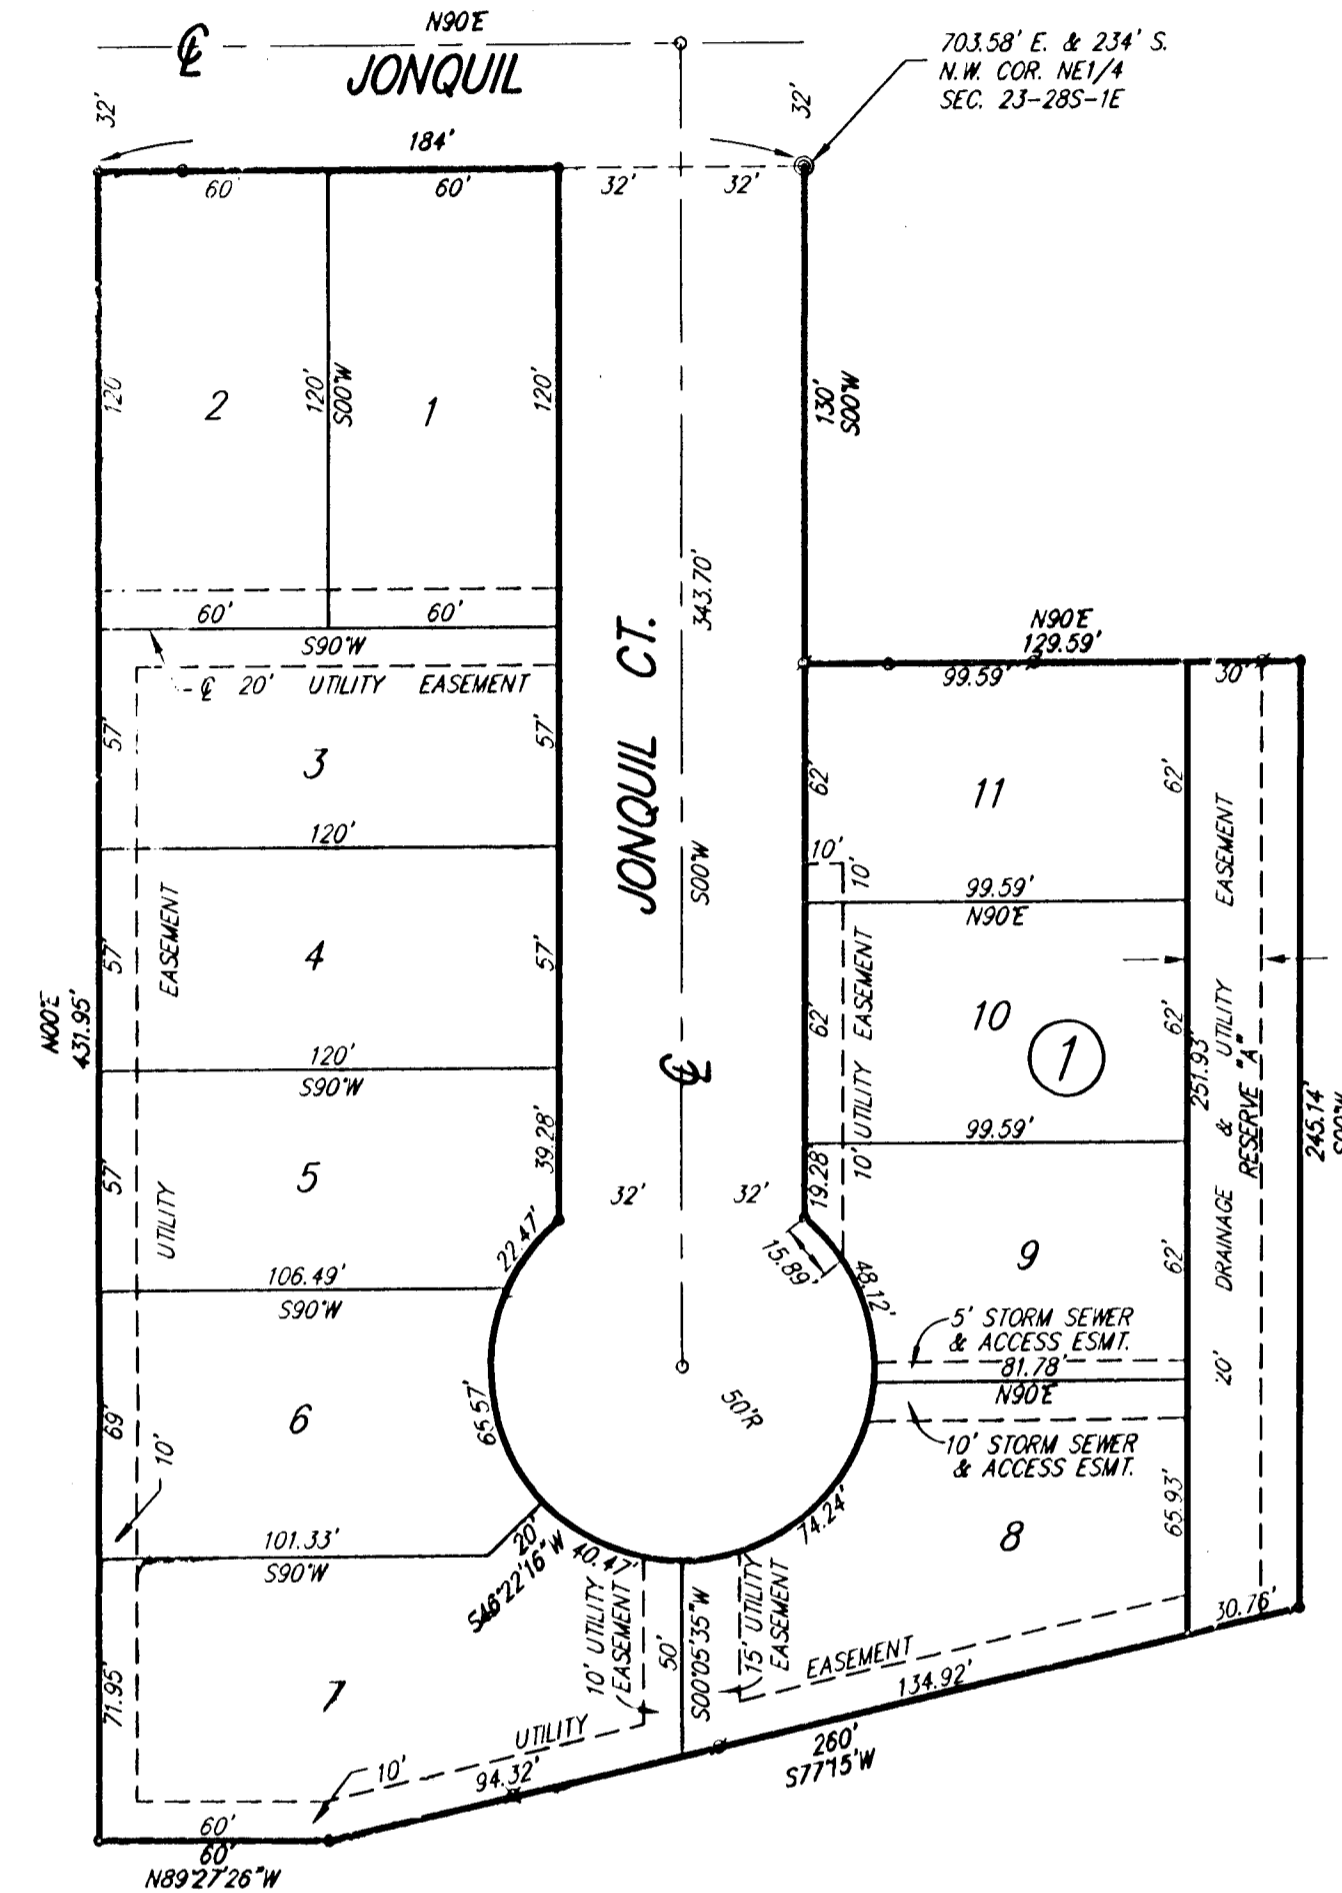 N90°E
℄
JONQUIL
703.58' E. & 234' S.
N.W. COR. NE1/4
SEC. 23-28S-1E
32'
32'
184'
60'
60'
32'
32'
120'
2
120'
S00°W
1
120'
130'
S00°W
343.70'
60'
60'
S90°W
℄ 20' UTILITY EASEMENT
N90°E
129.59'
99.59'
30'
57'
3
57'
JONQUIL CT.
62'
11
62'
120'
10'
10'
99.59'
N90°E
EASEMENT
57'
4
57'
S00°W
N00°E
431.95'
62'
10' UTILITY EASEMENT
10
1
62'
251.93'
20' DRAINAGE & UTILITY EASEMENT
RESERVE "A"
245.14'
S00°W
120'
S90°W
℄
99.59'
39.28'
57'
5
UTILITY
32'
32'
19.28'
22.47'
15.89'
48.12'
9
62'
106.49'
S90°W
5' STORM SEWER
& ACCESS ESMT.
81.78'
N90°E
50'R
69'
6
65.57'
10'
10' STORM SEWER
& ACCESS ESMT.
101.33'
S90°W
20'
S46°22'16"W
40.47'
74.24'
8
65.93'
30.76'
10' UTILITY
EASEMENT
50'
S00°05'35"W
15' UTILITY
EASEMENT
EASEMENT
134.92'
71.95'
7
UTILITY
10'
94.32'
260'
S77°15'W
60'
60'
N89°27'26"W